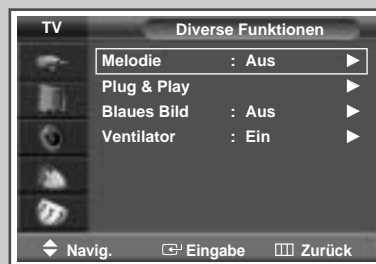 TV Diverse Funktionen
Melodie : Aus
Plug & Play
Blaues Bild : Aus
Ventilator : Ein
Navig. Eingabe Zurück